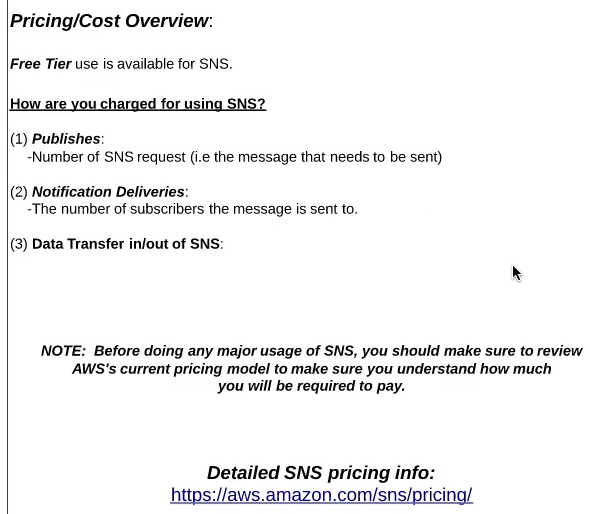 Pricing/Cost Overview:
Free Tier use is available for SNS.
How are you charged for using SNS?
(1) Publishes:
-Number of SNS request (i.e the message that needs to be sent)
(2) Notification Deliveries:
-The number of subscribers the message is sent to.
(3) Data Transfer in/out of SNS:
NOTE: Before doing any major usage of SNS, you should make sure to review
AWS's current pricing model to make sure you understand how much
you will be required to pay.
Detailed SNS pricing info:
https://aws.amazon.com/sns/pricing/